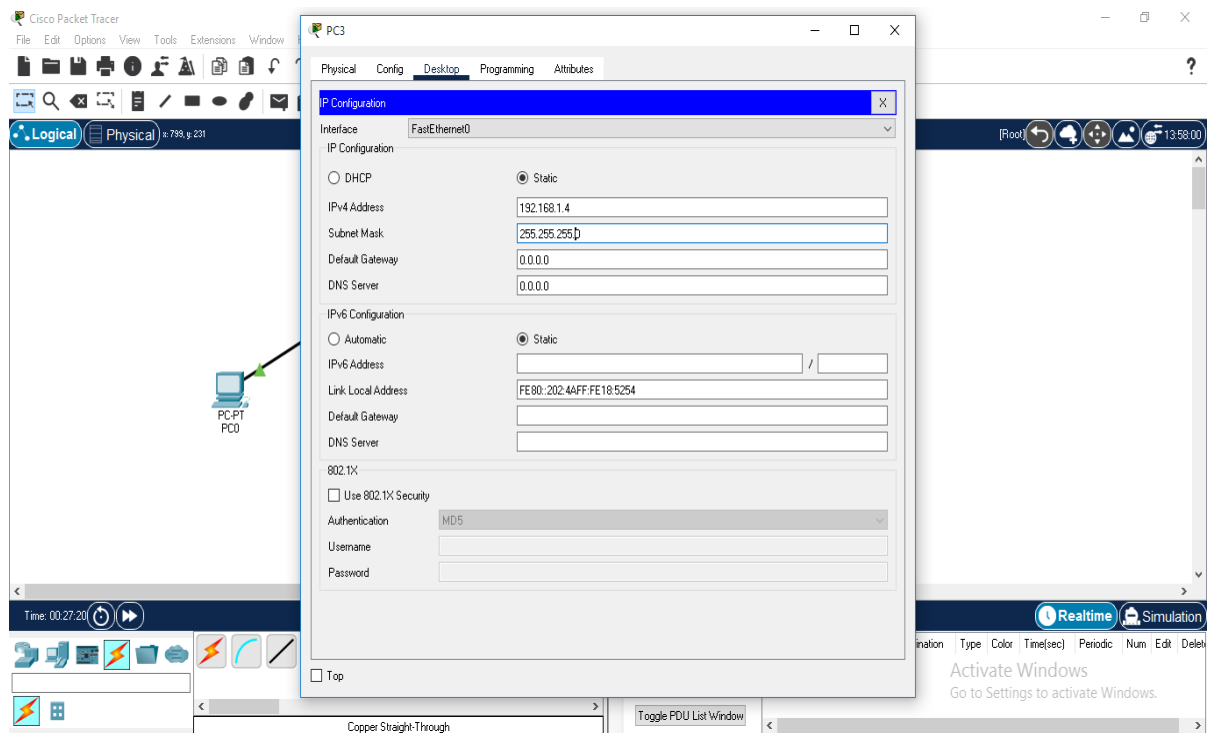 Cisco Packet Tracer
File Edit Options View Tools Extensions Window
Logical Physical x: 799, y: 231
[Root] 13:58:00
PC-PT
PC0
PC3
Physical Config Desktop Programming Attributes
IP Configuration X
Interface FastEthernet0
IP Configuration
DHCP Static
IPv4 Address 192.168.1.4
Subnet Mask 255.255.255.0
Default Gateway 0.0.0.0
DNS Server 0.0.0.0
IPv6 Configuration
Automatic Static
IPv6 Address /
Link Local Address FE80::202:4AFF:FE18:5254
Default Gateway
DNS Server
802.1X
Use 802.1X Security
Authentication MD5
Username
Password
Top
Time: 00:27:20
Realtime Simulation
ination Type Color Time(sec) Periodic Num Edit Delet
Activate Windows
Go to Settings to activate Windows.
Toggle PDU List Window
Copper Straight-Through